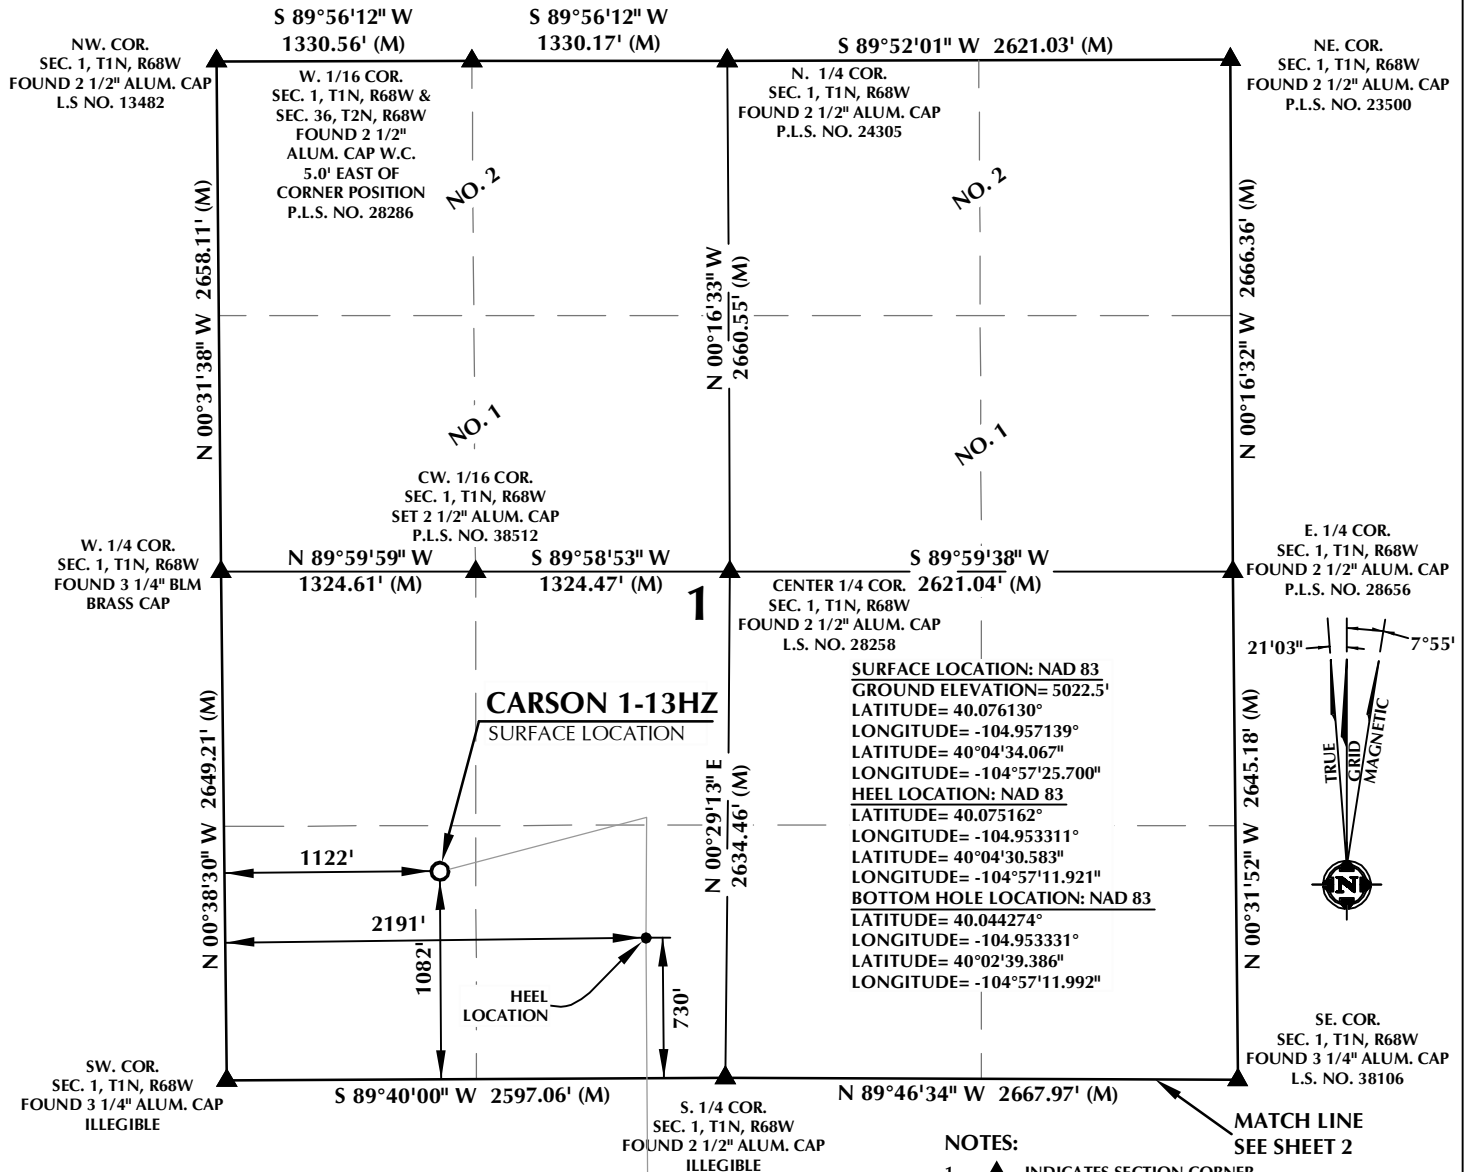 S 89°56'12" W
1330.56' (M)
S 89°56'12" W
1330.17' (M)
S 89°52'01" W 2621.03' (M)
NW. COR.
SEC. 1, T1N, R68W
FOUND 2 1/2" ALUM. CAP
L.S NO. 13482
W. 1/16 COR.
SEC. 1, T1N, R68W &
SEC. 36, T2N, R68W
FOUND 2 1/2"
ALUM. CAP W.C.
5.0' EAST OF
CORNER POSITION
P.L.S. NO. 28286
N. 1/4 COR.
SEC. 1, T1N, R68W
FOUND 2 1/2" ALUM. CAP
P.L.S. NO. 24305
NE. COR.
SEC. 1, T1N, R68W
FOUND 2 1/2" ALUM. CAP
P.L.S. NO. 23500
NO. 2
NO. 2
N 00°31'38" W 2658.11' (M)
N 00°16'33" W
2660.55' (M)
N 00°16'32" W 2666.36' (M)
NO. 1
NO. 1
CW. 1/16 COR.
SEC. 1, T1N, R68W
SET 2 1/2" ALUM. CAP
P.L.S. NO. 38512
W. 1/4 COR.
SEC. 1, T1N, R68W
FOUND 3 1/4" BLM
BRASS CAP
N 89°59'59" W
1324.61' (M)
S 89°58'53" W
1324.47' (M)
S 89°59'38" W
2621.04' (M)
E. 1/4 COR.
SEC. 1, T1N, R68W
FOUND 2 1/2" ALUM. CAP
P.L.S. NO. 28656
1
CENTER 1/4 COR.
SEC. 1, T1N, R68W
FOUND 2 1/2" ALUM. CAP
L.S. NO. 28258
21'03"
7°55'
TRUE
GRID
MAGNETIC
N
CARSON 1-13HZ
SURFACE LOCATION
SURFACE LOCATION: NAD 83
GROUND ELEVATION= 5022.5'
LATITUDE= 40.076130°
LONGITUDE= -104.957139°
LATITUDE= 40°04'34.067"
LONGITUDE= -104°57'25.700"
HEEL LOCATION: NAD 83
LATITUDE= 40.075162°
LONGITUDE= -104.953311°
LATITUDE= 40°04'30.583"
LONGITUDE= -104°57'11.921"
BOTTOM HOLE LOCATION: NAD 83
LATITUDE= 40.044274°
LONGITUDE= -104.953331°
LATITUDE= 40°02'39.386"
LONGITUDE= -104°57'11.992"
N 00°38'30" W 2649.21' (M)
N 00°29'13" E
2634.46' (M)
N 00°31'52" W 2645.18' (M)
1122'
2191'
1082'
730'
HEEL
LOCATION
SW. COR.
SEC. 1, T1N, R68W
FOUND 3 1/4" ALUM. CAP
ILLEGIBLE
S 89°40'00" W 2597.06' (M)
S. 1/4 COR.
SEC. 1, T1N, R68W
FOUND 2 1/2" ALUM. CAP
ILLEGIBLE
N 89°46'34" W 2667.97' (M)
SE. COR.
SEC. 1, T1N, R68W
FOUND 3 1/4" ALUM. CAP
L.S. NO. 38106
MATCH LINE
SEE SHEET 2
NOTES:
1. INDICATES SECTION CORNER